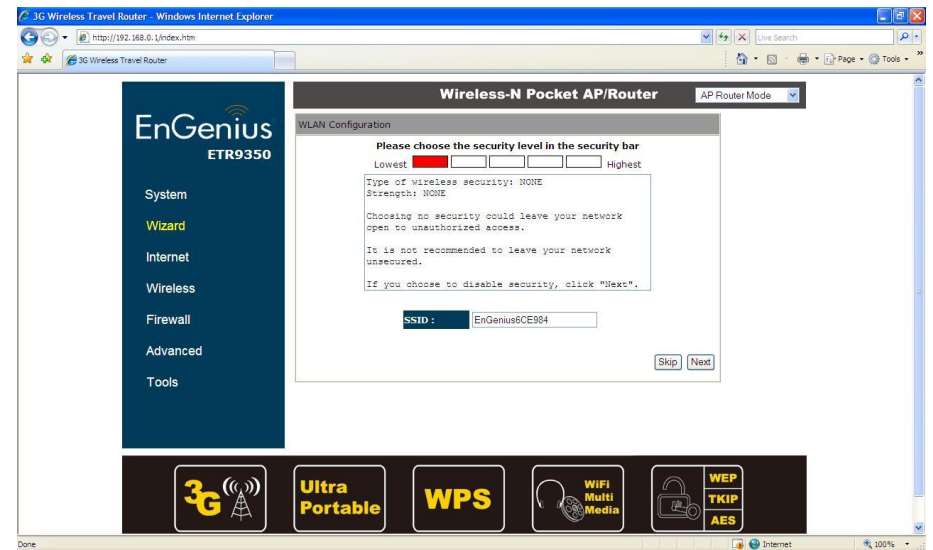 3G Wireless Travel Router - Windows Internet Explorer
http://192.168.0.1/index.htm
Live Search
3G Wireless Travel Router
Page
Tools
»
Wireless-N Pocket AP/Router
AP Router Mode
EnGenius
ETR9350
System
Wizard
Internet
Wireless
Firewall
Advanced
Tools
WLAN Configuration
Please choose the security level in the security bar
Lowest
Highest
Type of wireless security: NONE
Strength: NONE
Choosing no security could leave your network
open to unauthorized access.
It is not recommended to leave your network
unsecured.
If you choose to disable security, click "Next".
SSID :
EnGenius6CE984
Skip
Next
3G
Ultra
Portable
WPS
WiFi
Multi
Media
WEP
TKIP
AES
Done
Internet
100%